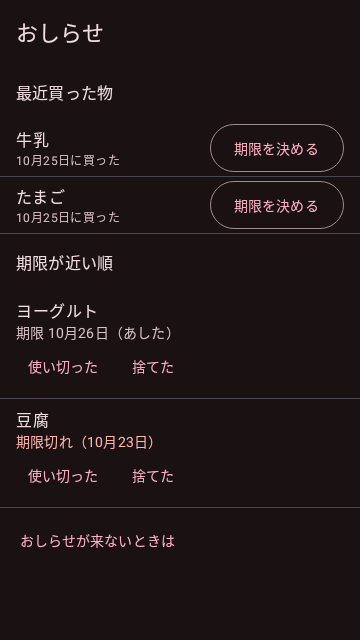 おしらせ
最近買った物
牛乳
10月25日に買った
期限を決める
たまご
10月25日に買った
期限を決める
期限が近い順
ヨーグルト
期限 10月26日（あした）
使い切った 捨てた
豆腐
期限切れ（10月23日）
使い切った 捨てた
おしらせが来ないときは